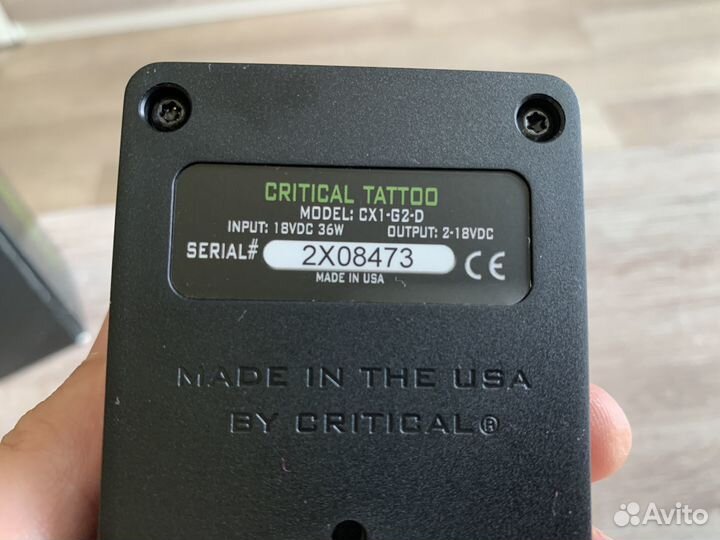 CRITICAL TATTOO
MODEL: CX1-G2-D
INPUT: 18VDC 36W OUTPUT: 2-18VDC
SERIAL# 2X08473 CE
MADE IN USA
MADE IN THE USA
BY CRITICAL®
Avito